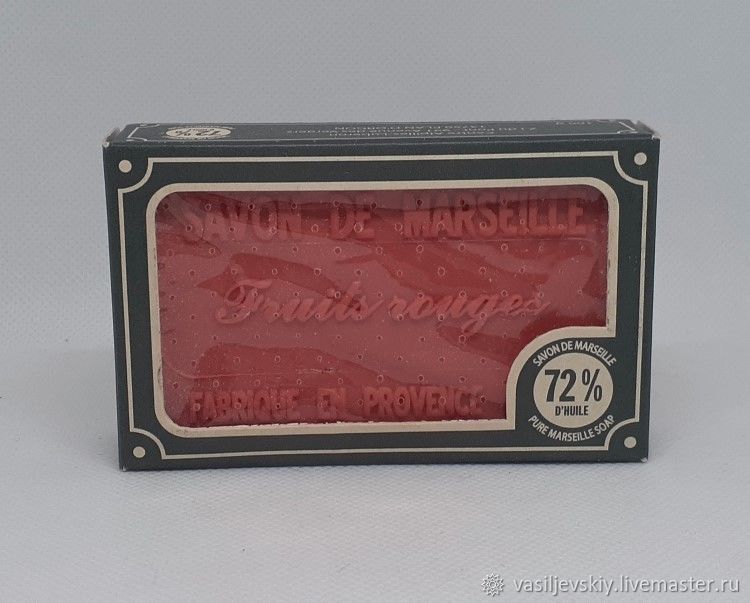 72%
SAVON DE MARSEILLE
Fruits rouges
FABRIQUE EN PROVENCE
SAVON DE MARSEILLE
72%
D'HUILE
PURE MARSEILLE SOAP
vasiljevskiy.livemaster.ru